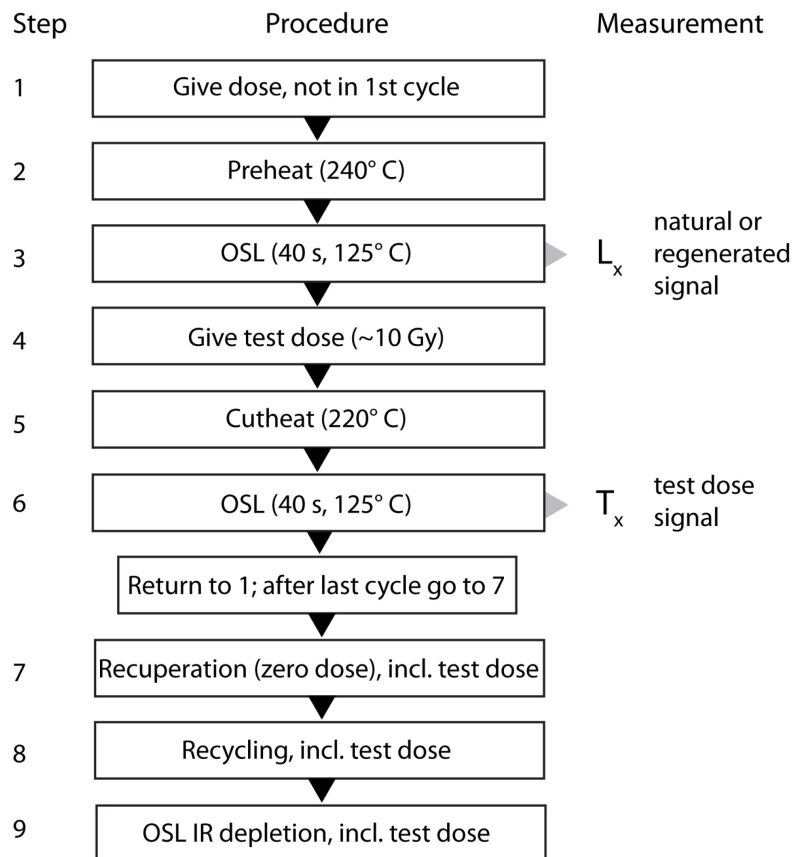 Step Procedure Measurement
1 Give dose, not in 1st cycle
2 Preheat (240° C)
3 OSL (40 s, 125° C) Lx natural or
regenerated
signal
4 Give test dose (~10 Gy)
5 Cutheat (220° C)
6 OSL (40 s, 125° C) Tx test dose
signal
Return to 1; after last cycle go to 7
7 Recuperation (zero dose), incl. test dose
8 Recycling, incl. test dose
9 OSL IR depletion, incl. test dose